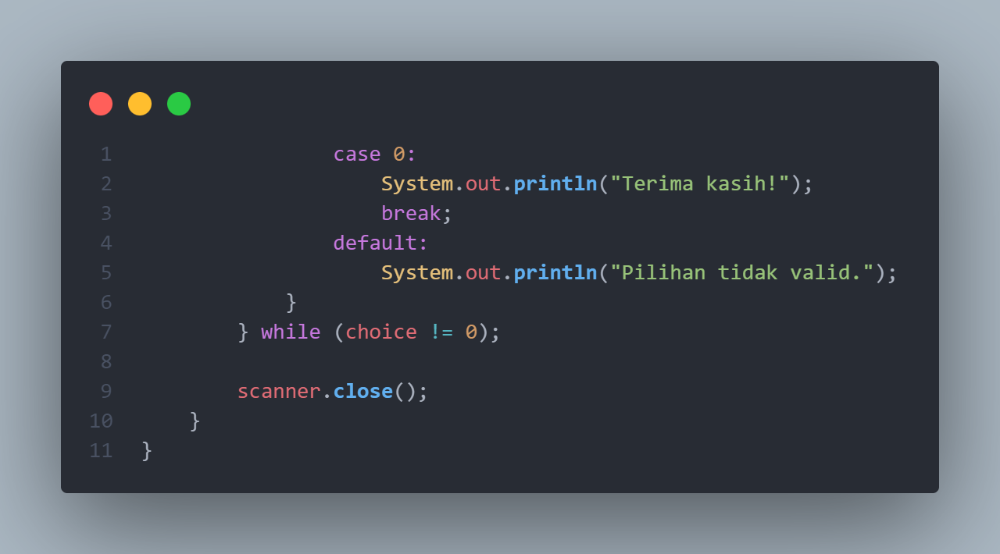 1                  case 0:
2                      System.out.println("Terima kasih!");
3                      break;
4                  default:
5                      System.out.println("Pilihan tidak valid.");
6              }
7          } while (choice != 0);
8
9          scanner.close();
10     }
11 }